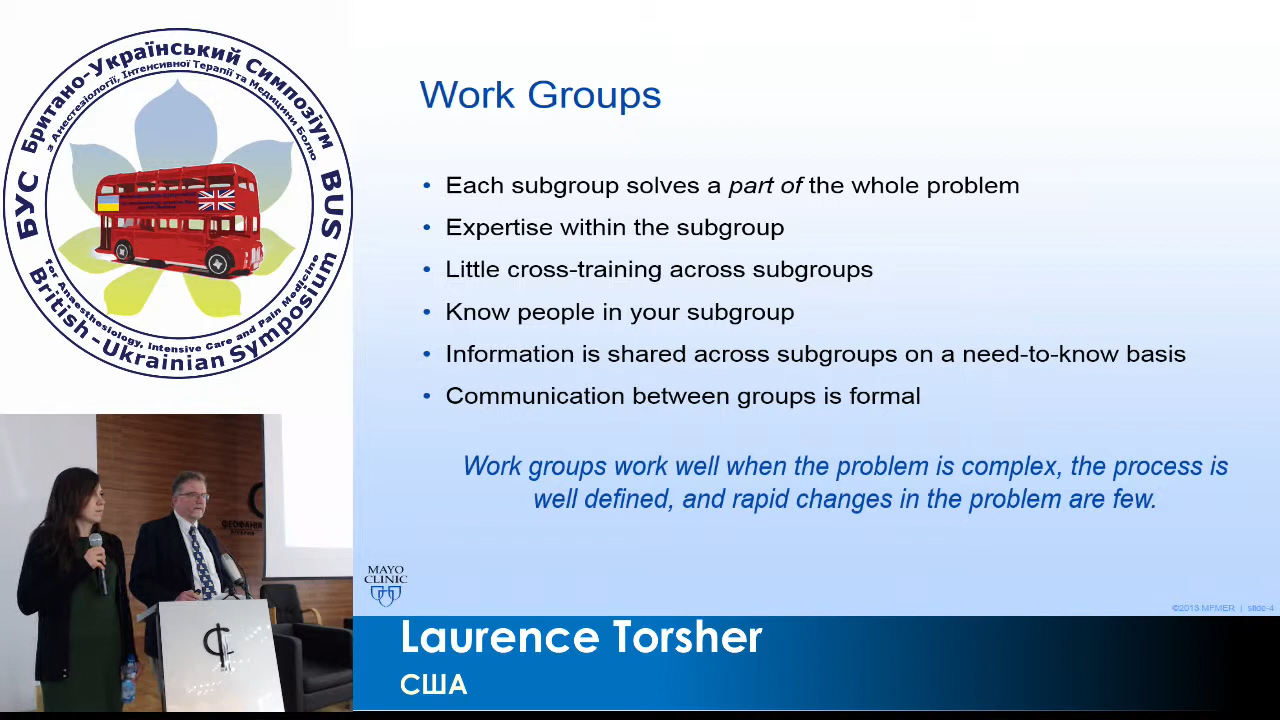 Британо-Український Симпозіум
з Анестезіології, Інтенсивної Терапії та Медицини Болю
БУС
BUS
for Anaesthesiology, Intensive Care and Pain Medicine
British-Ukrainian Symposium
Work Groups
• Each subgroup solves a part of the whole problem
• Expertise within the subgroup
• Little cross-training across subgroups
• Know people in your subgroup
• Information is shared across subgroups on a need-to-know basis
• Communication between groups is formal
Work groups work well when the problem is complex, the process is
well defined, and rapid changes in the problem are few.
MAYO
CLINIC
©2013 MFMER | slide-4
ФЕОФАНІЯ
Laurence Torsher
США